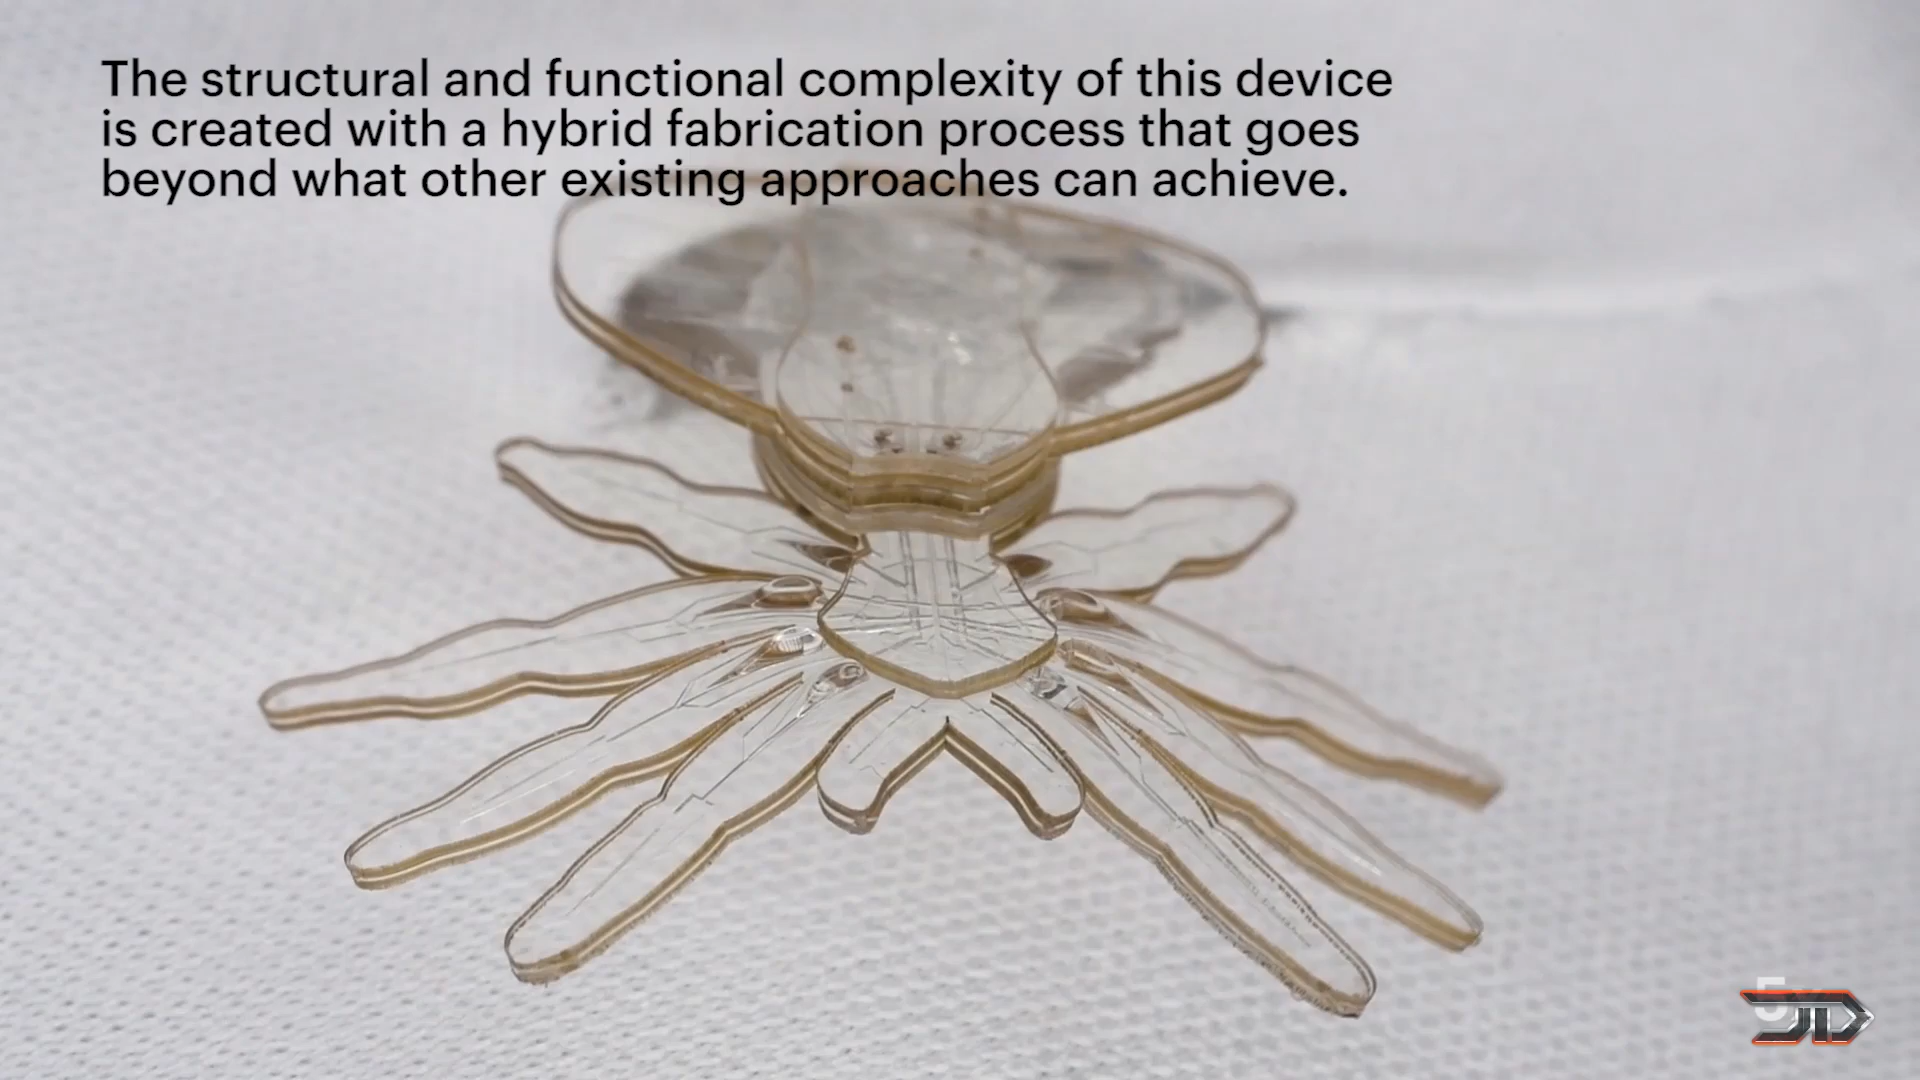 The structural and functional complexity of this device
is created with a hybrid fabrication process that goes
beyond what other existing approaches can achieve.